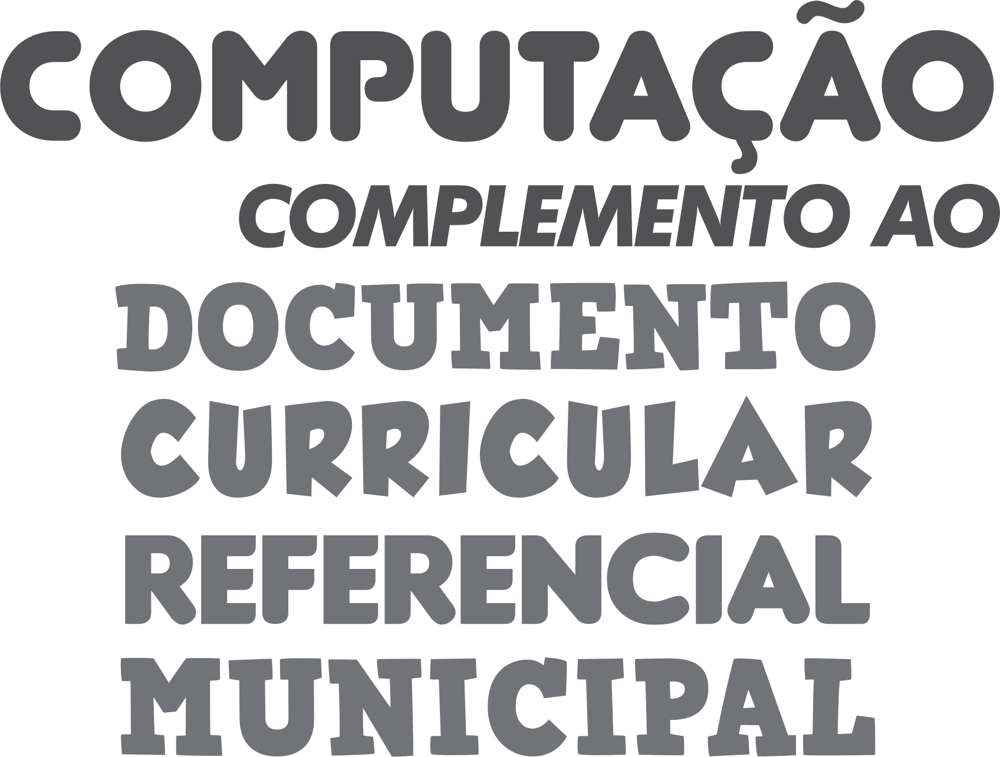 COMPUTAÇÃO
COMPLEMENTO AO
DOCUMENTO
CURRICULAR
REFERENCIAL
MUNICIPAL